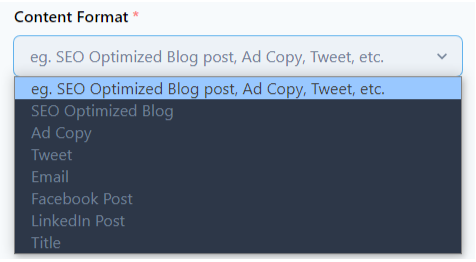 Content Format *
eg. SEO Optimized Blog post, Ad Copy, Tweet, etc.
eg. SEO Optimized Blog post, Ad Copy, Tweet, etc.
SEO Optimized Blog
Ad Copy
Tweet
Email
Facebook Post
LinkedIn Post
Title